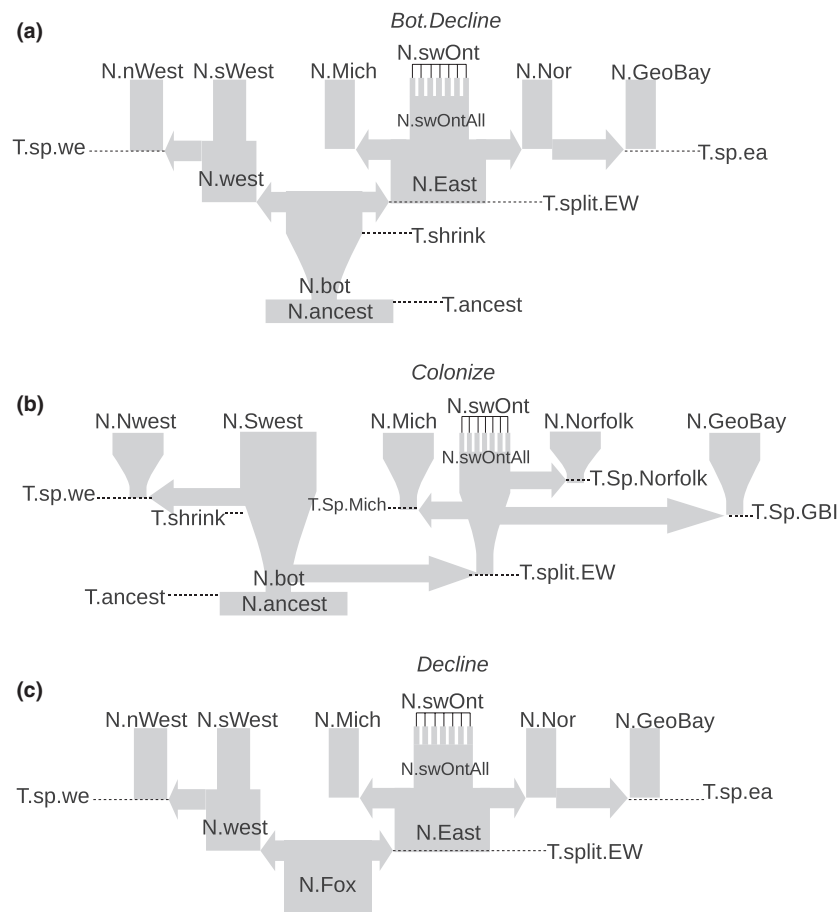 Bot.Decline
(a)
N.swOnt
N.nWest N.sWest N.Mich N.Nor N.GeoBay
N.swOntAll
T.sp.we T.sp.ea
N.west N.East
T.split.EW
T.shrink
N.bot
N.ancest T.ancest
Colonize
(b)
N.swOnt
N.Nwest N.Swest N.Mich N.Norfolk N.GeoBay
N.swOntAll
T.Sp.Norfolk
T.sp.we
T.shrink T.Sp.Mich T.Sp.GBI
N.bot T.split.EW
T.ancest N.ancest
Decline
(c)
N.swOnt
N.nWest N.sWest N.Mich N.Nor N.GeoBay
N.swOntAll
T.sp.we T.sp.ea
N.west N.East
T.split.EW
N.Fox